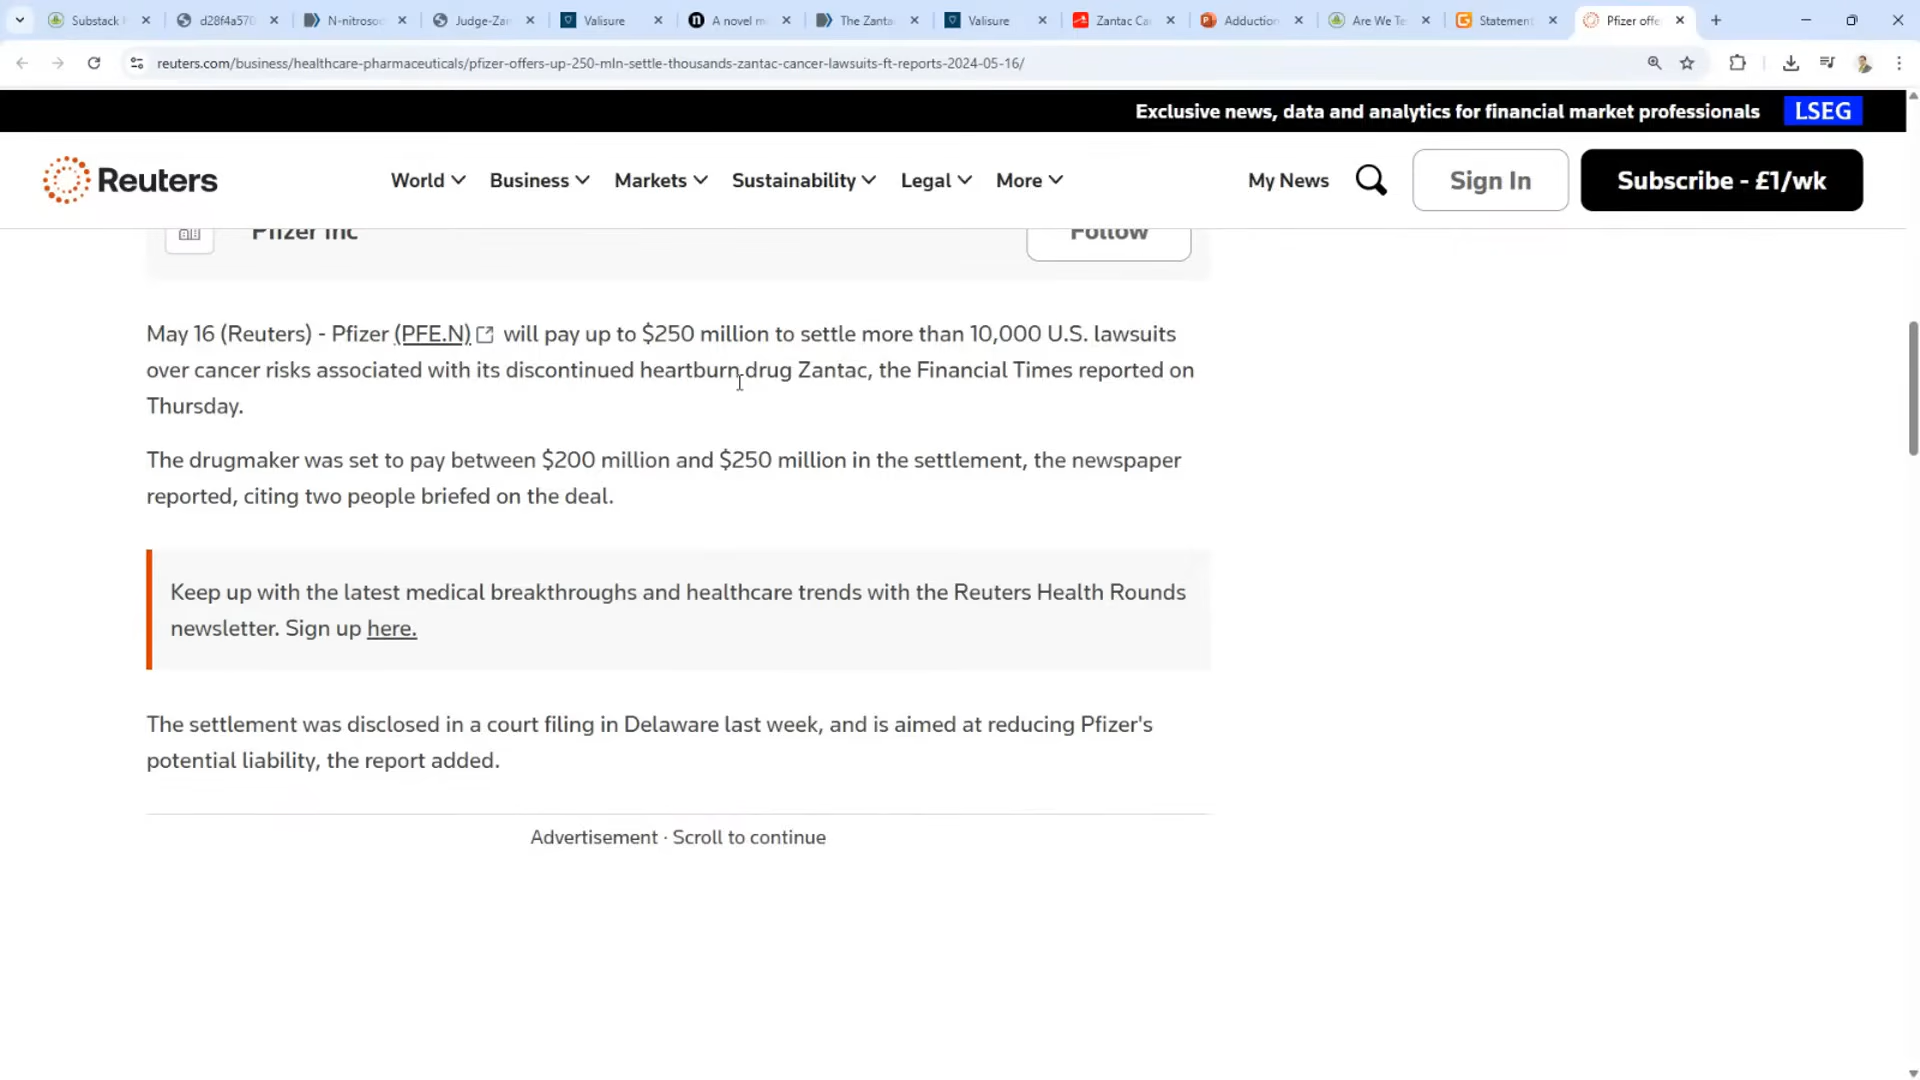 Substack
d28f4a570
N-nitroso
Judge-Zan
Valisure
A novel m
The Zanta
Valisure
Zantac Ca
Adduction
Are We Te
Statement
Pfizer offe
reuters.com/business/healthcare-pharmaceuticals/pfizer-offers-up-250-mln-settle-thousands-zantac-cancer-lawsuits-ft-reports-2024-05-16/
Exclusive news, data and analytics for financial market professionals LSEG
Reuters World Business Markets Sustainability Legal More My News Sign In Subscribe - £1/wk
Pfizer Inc Follow
May 16 (Reuters) - Pfizer (PFE.N) will pay up to $250 million to settle more than 10,000 U.S. lawsuits
over cancer risks associated with its discontinued heartburn drug Zantac, the Financial Times reported on
Thursday.
The drugmaker was set to pay between $200 million and $250 million in the settlement, the newspaper
reported, citing two people briefed on the deal.
Keep up with the latest medical breakthroughs and healthcare trends with the Reuters Health Rounds
newsletter. Sign up here.
The settlement was disclosed in a court filing in Delaware last week, and is aimed at reducing Pfizer's
potential liability, the report added.
Advertisement · Scroll to continue